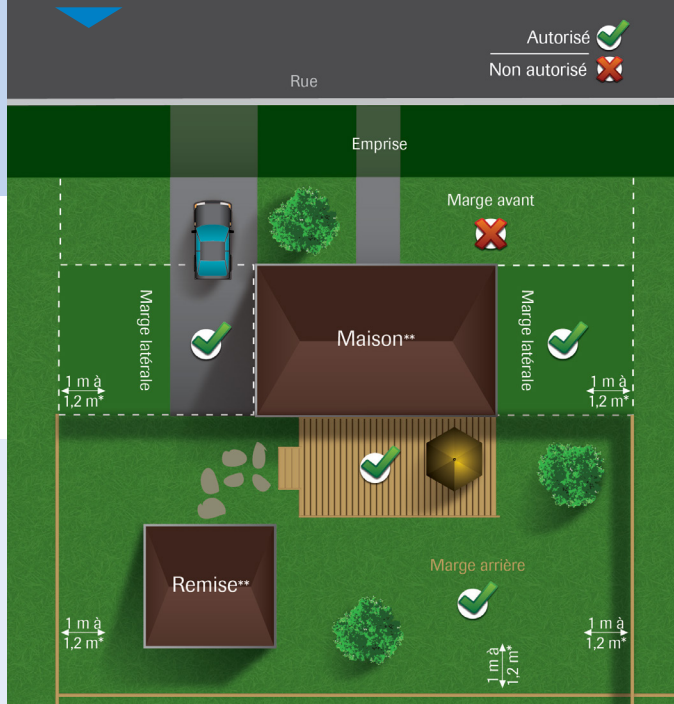 Autorisé
Non autorisé
Rue
Emprise
Marge avant
Marge latérale
Maison**
Marge latérale
1 m à
1,2 m*
1 m à
1,2 m*
Marge arrière
Remise**
1 m à
1,2 m*
1 m à
1,2 m*
1 m à
1,2 m*